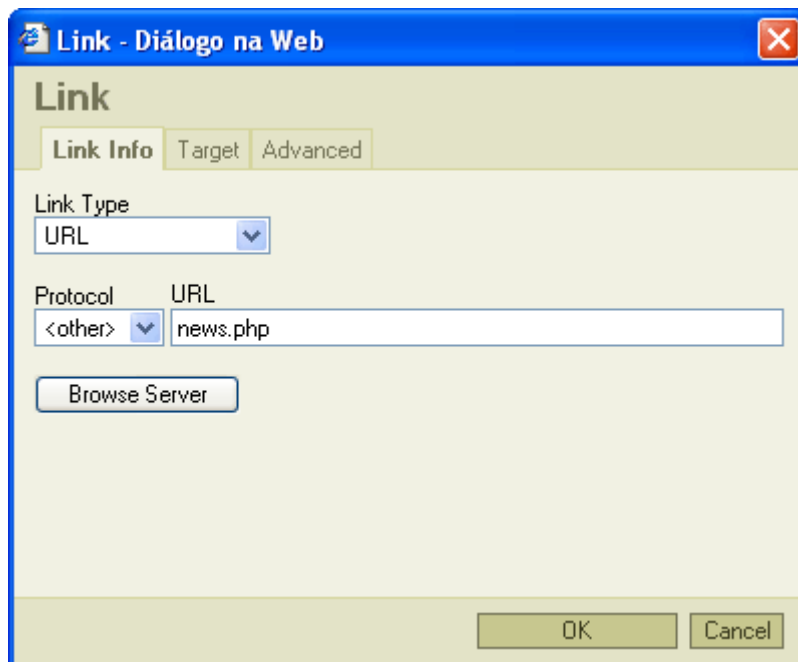 Link - Diálogo na Web
Link
Link Info Target Advanced
Link Type
URL
Protocol URL
<other> news.php
Browse Server
OK Cancel